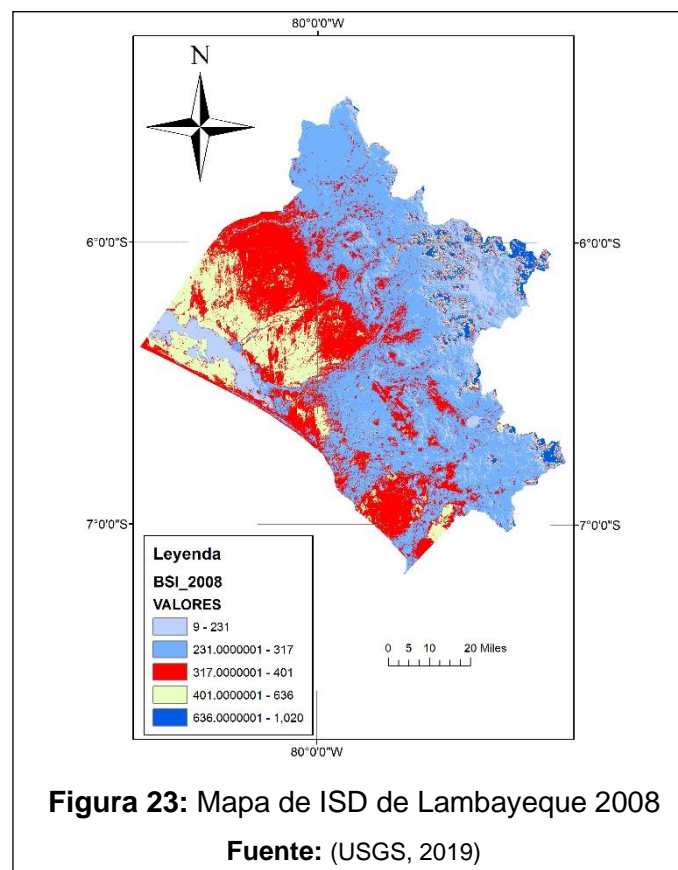 80°0'0"W
N
6°0'0"S
6°0'0"S
7°0'0"S
7°0'0"S
Leyenda
BSI_2008
VALORES
9 - 231
231.0000001 - 317
317.0000001 - 401
401.0000001 - 636
636.0000001 - 1,020
0 5 10 20 Miles
80°0'0"W
Figura 23: Mapa de ISD de Lambayeque 2008
Fuente: (USGS, 2019)